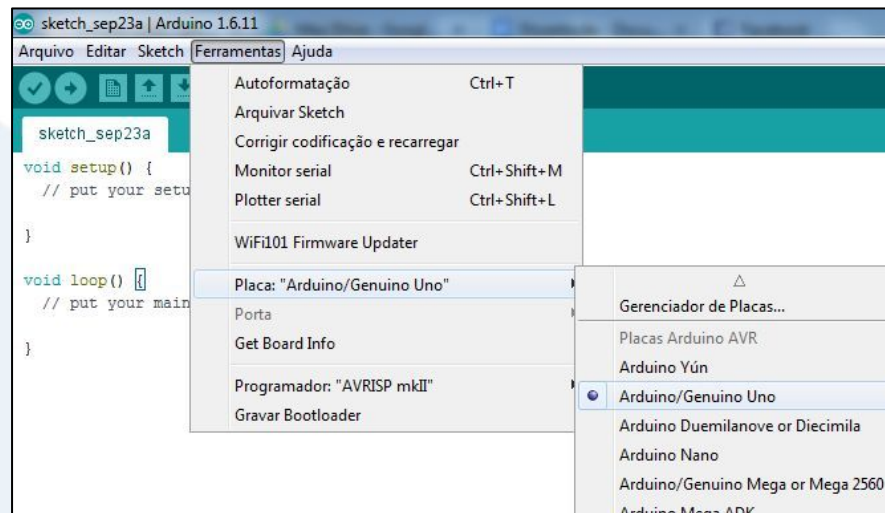 sketch_sep23a | Arduino 1.6.11
Arquivo Editar Sketch Ferramentas Ajuda
sketch_sep23a
void setup() {
// put your setu
}
void loop() {
// put your main
}
Autoformatação Ctrl+T
Arquivar Sketch
Corrigir codificação e recarregar
Monitor serial Ctrl+Shift+M
Plotter serial Ctrl+Shift+L
WiFi101 Firmware Updater
Placa: "Arduino/Genuino Uno"
Porta
Get Board Info
Programador: "AVRISP mkII"
Gravar Bootloader
Gerenciador de Placas...
Placas Arduino AVR
Arduino Yún
Arduino/Genuino Uno
Arduino Duemilanove or Diecimila
Arduino Nano
Arduino/Genuino Mega or Mega 2560
Arduino Mega ADK